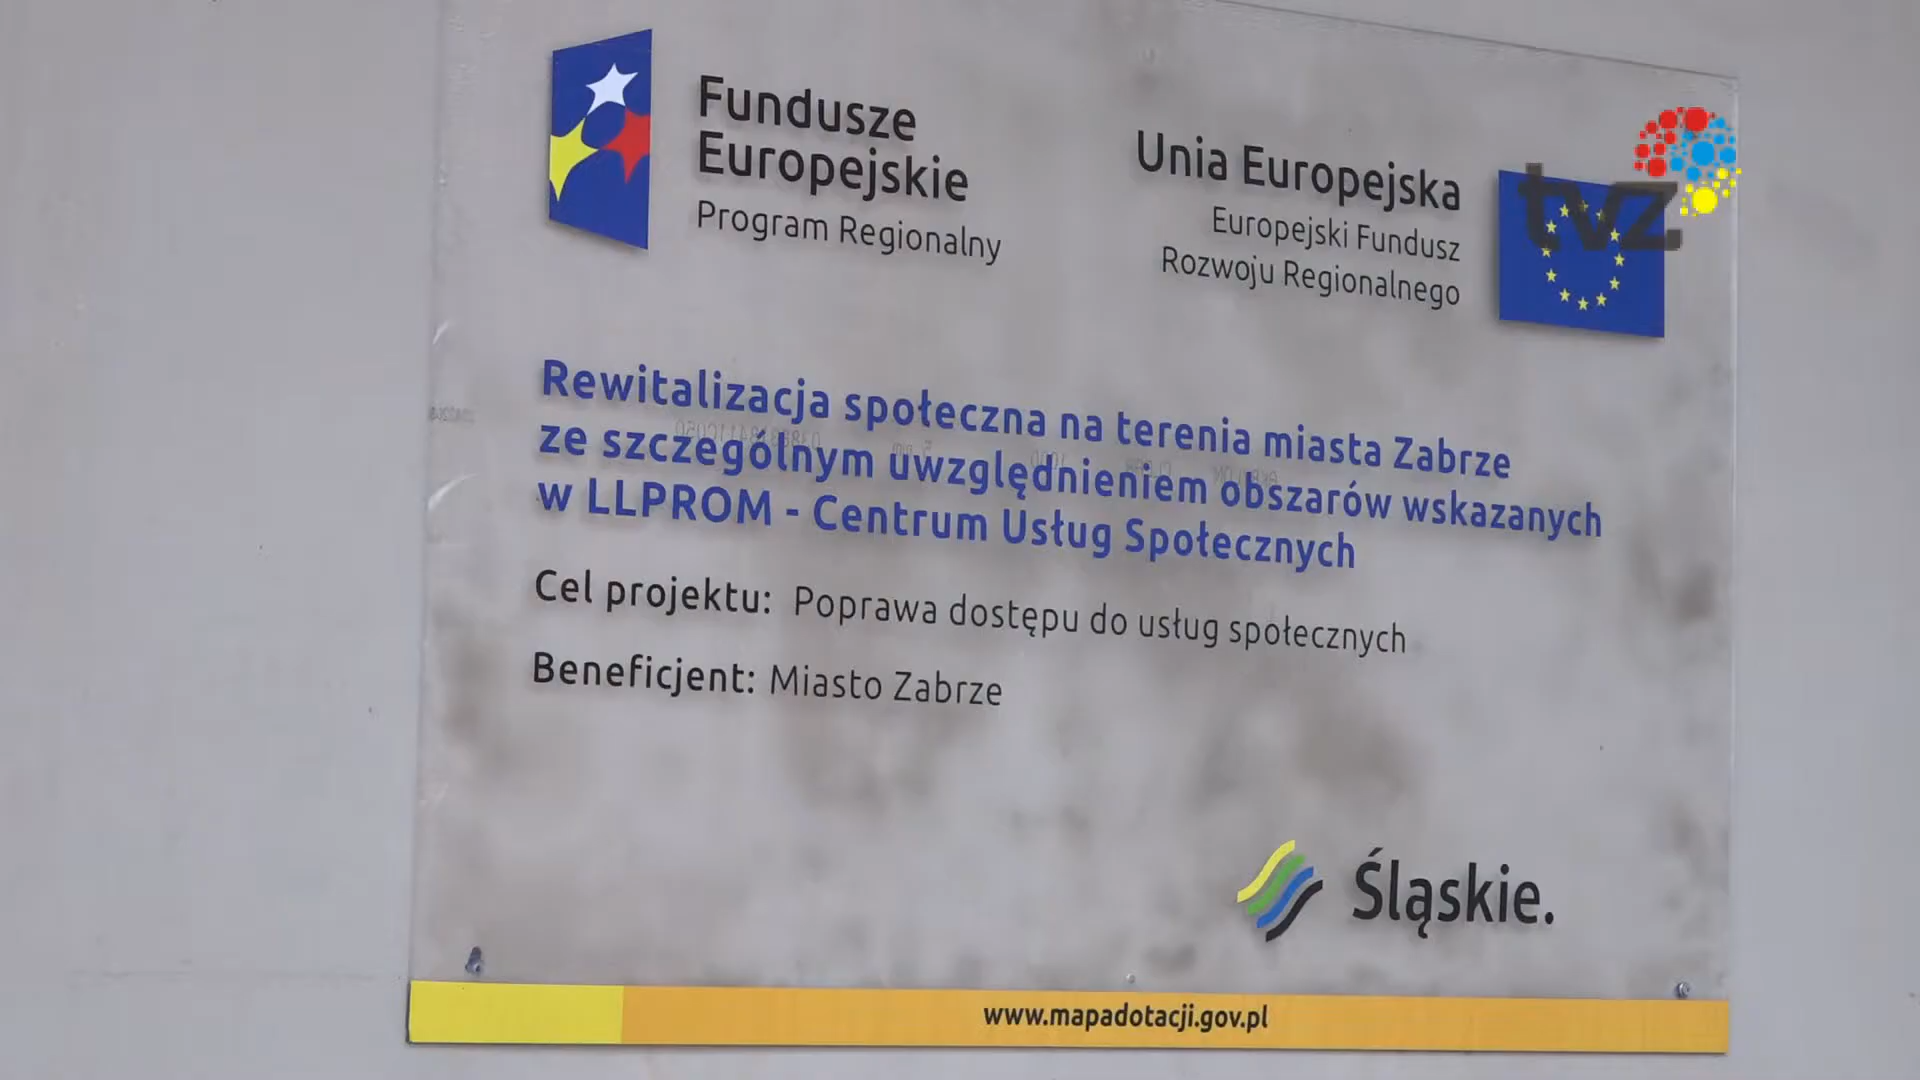 Fundusze
Europejskie
Program Regionalny
Unia Europejska
Europejski Fundusz
Rozwoju Regionalnego
tvz
Rewitalizacja społeczna na terenia miasta Zabrze
ze szczególnym uwzględnieniem obszarów wskazanych
w LLPROM - Centrum Usług Społecznych
Cel projektu: Poprawa dostępu do usług społecznych
Beneficjent: Miasto Zabrze
Śląskie.
www.mapadotacji.gov.pl